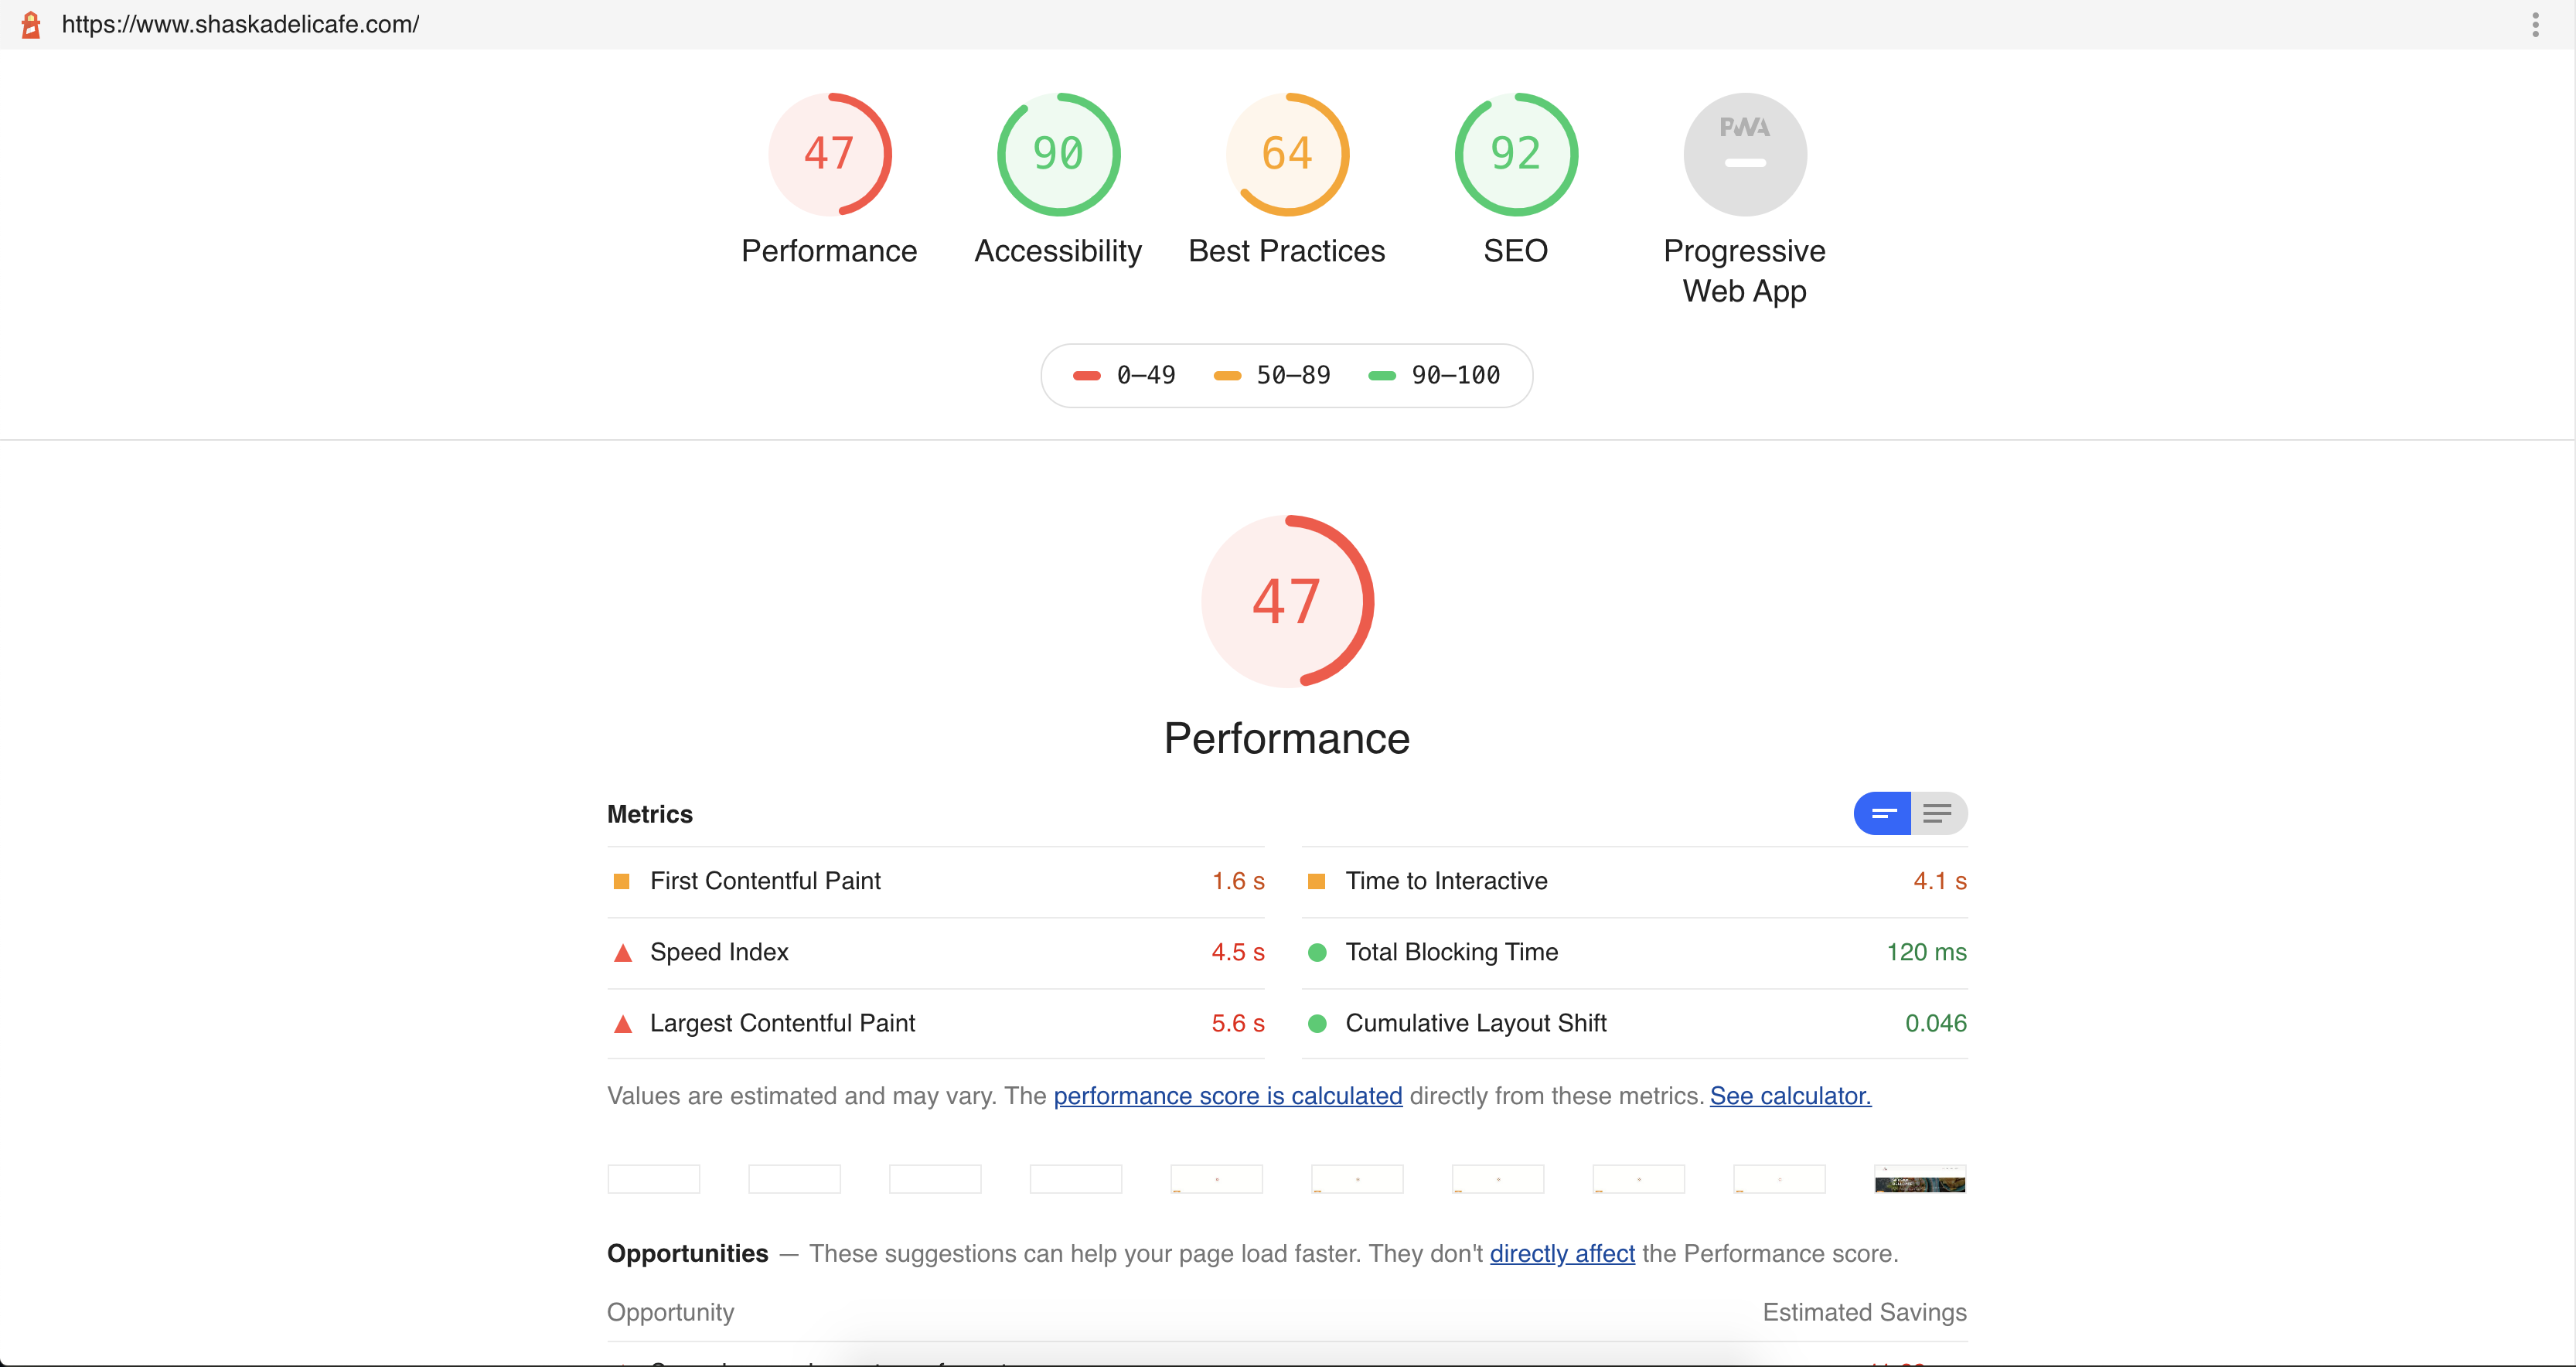 https://www.shaskadelicafe.com/
47 90 64 92 PWA
Performance Accessibility Best Practices SEO Progressive
Web App
0–49 50–89 90–100
47
Performance
Metrics
First Contentful Paint 1.6 s Time to Interactive 4.1 s
Speed Index 4.5 s Total Blocking Time 120 ms
Largest Contentful Paint 5.6 s Cumulative Layout Shift 0.046
Values are estimated and may vary. The performance score is calculated directly from these metrics. See calculator.
Opportunities — These suggestions can help your page load faster. They don't directly affect the Performance score.
Opportunity Estimated Savings